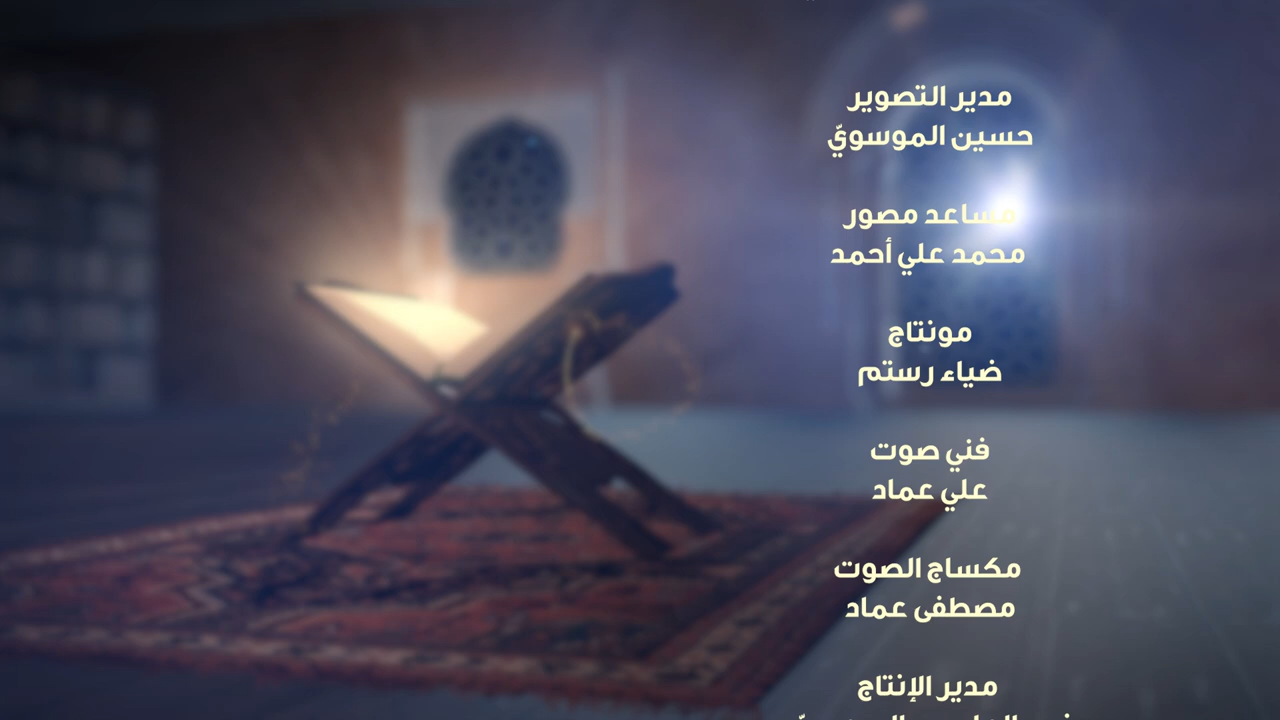 مدير التصوير
حسين الموسويّ
مساعد مصور
محمد علي أحمد
مونتاج
ضياء رستم
فني صوت
علي عماد
مكساج الصوت
مصطفى عماد
مدير الإنتاج